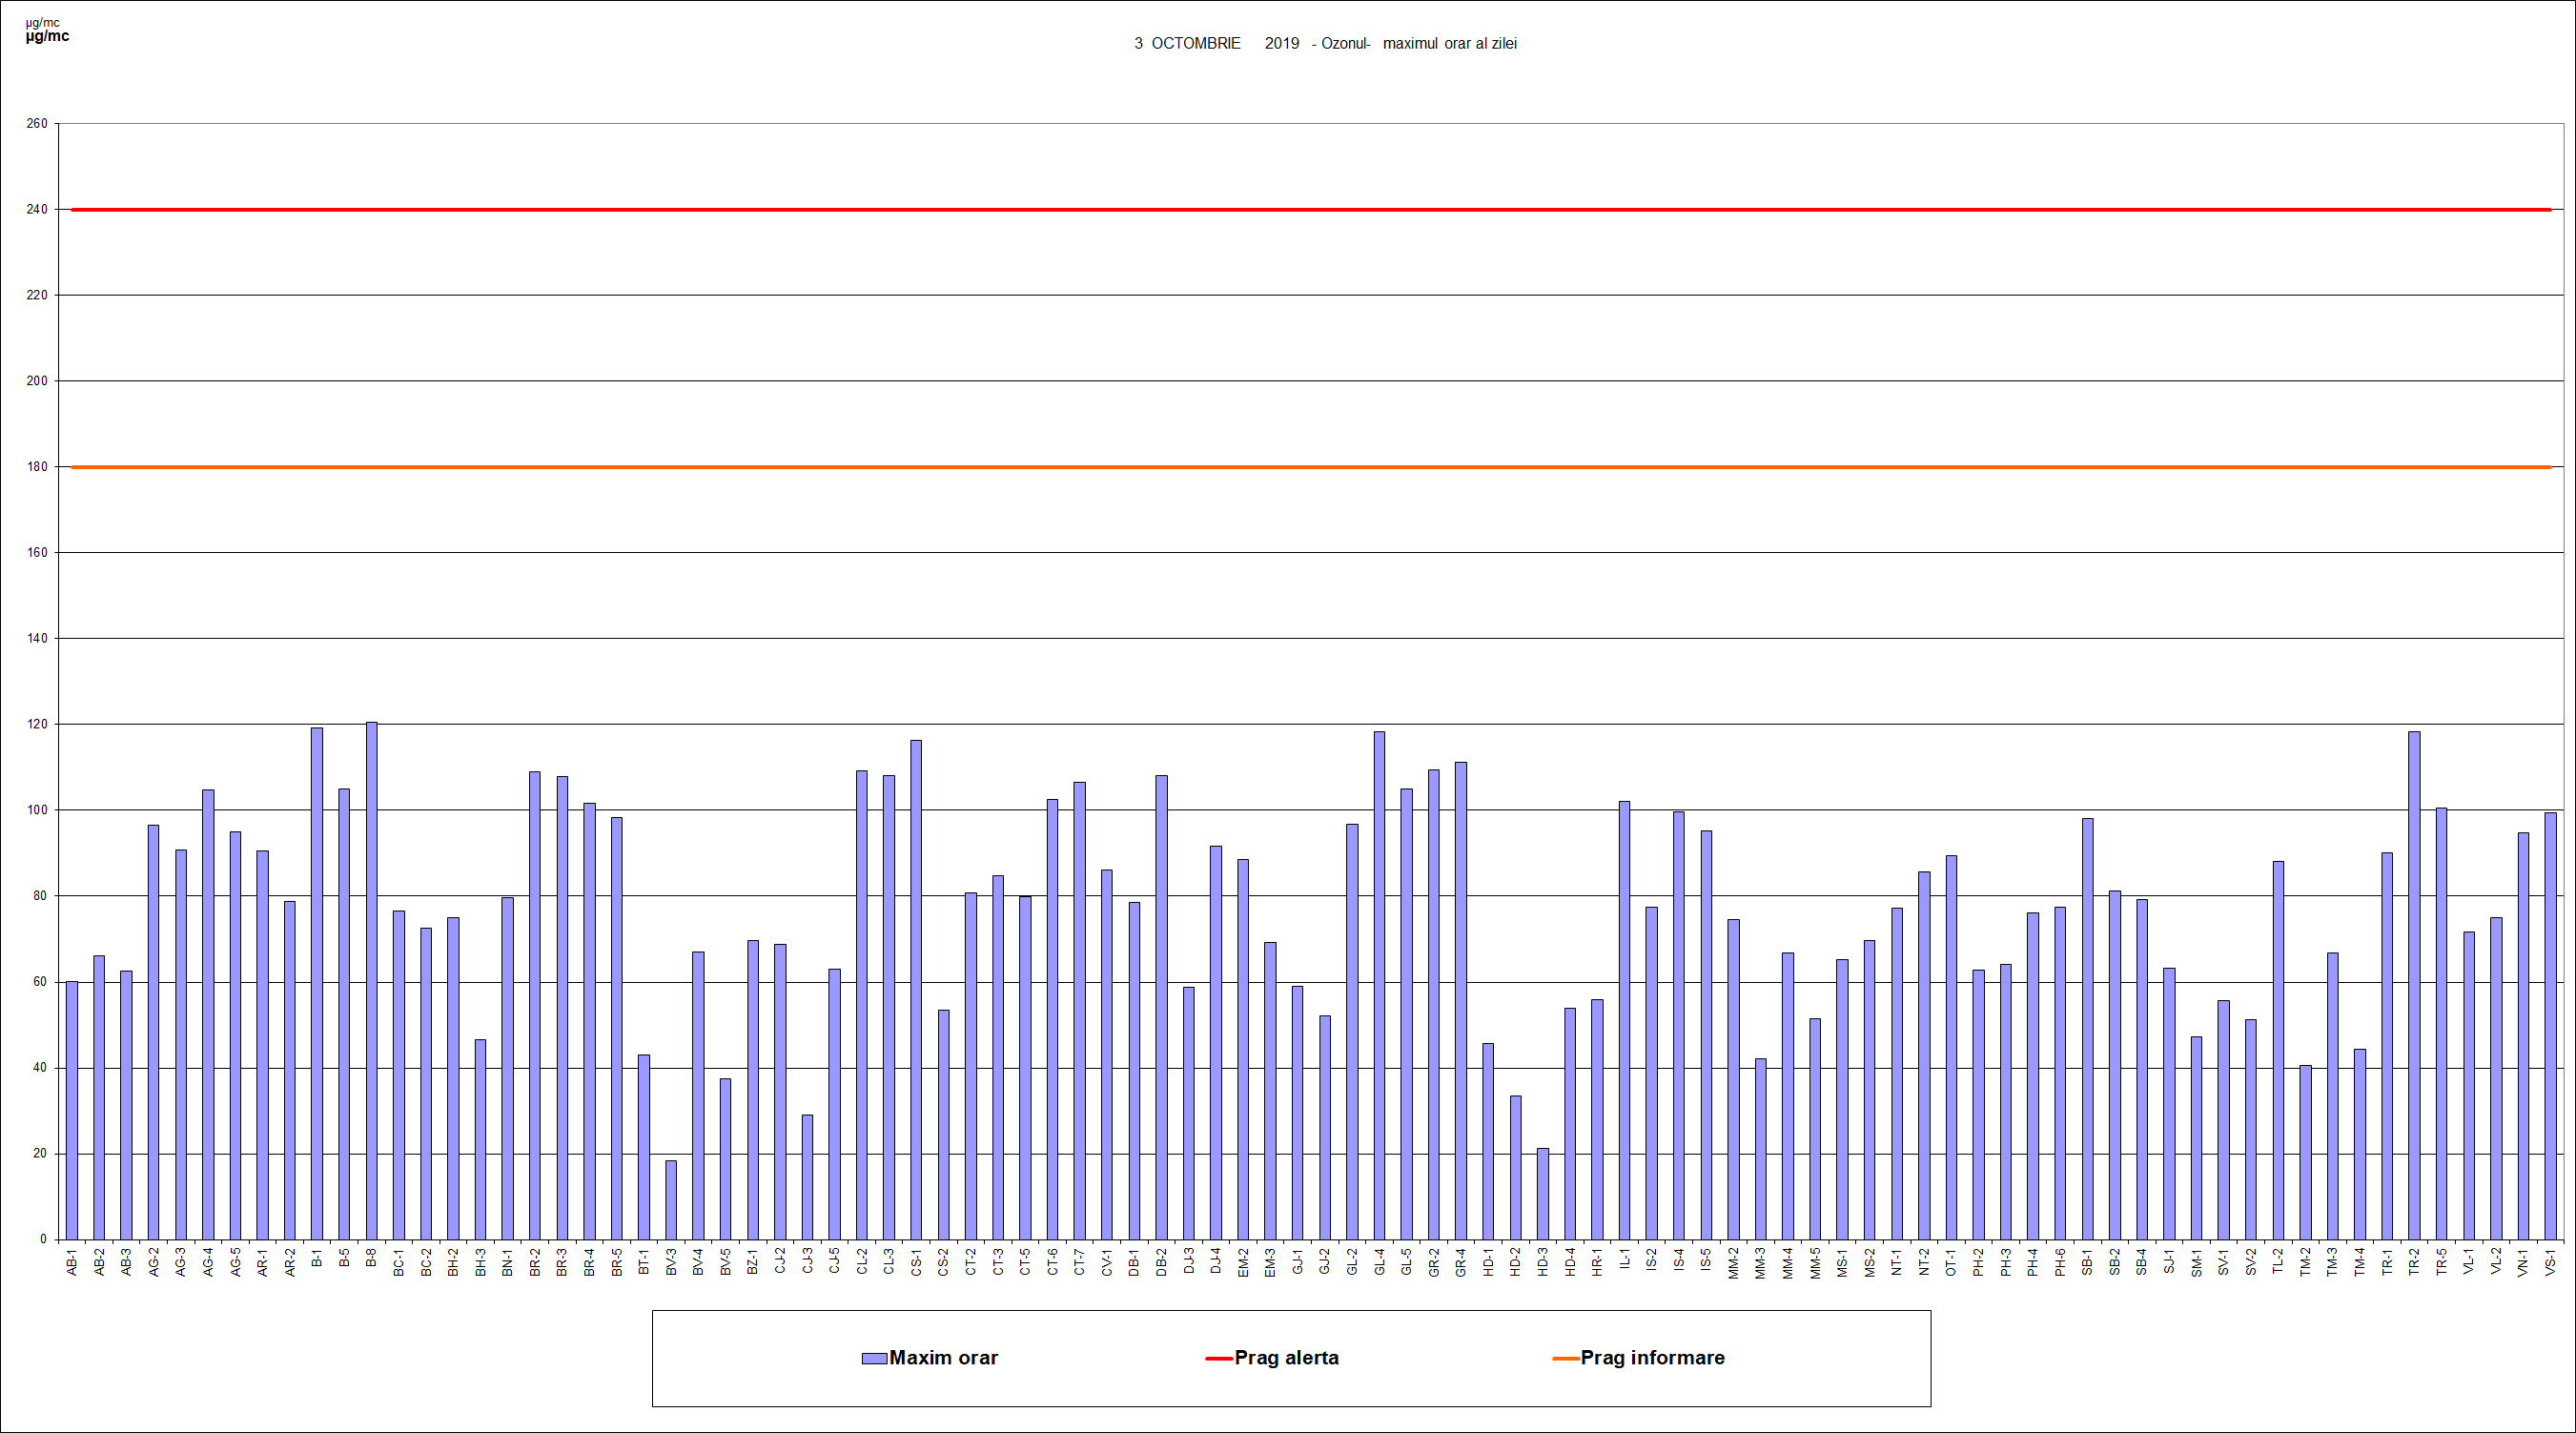 µg/mc
µg/mc
3 OCTOMBRIE 2019 - Ozonul- maximul orar al zilei
260
240
220
200
180
160
140
120
100
80
60
40
20
0
AB-1 AB-2 AB-3 AG-2 AG-3 AG-4 AG-5 AR-1 AR-2 B-1 B-5 B-8 BC-1 BC-2 BH-2 BH-3 BN-1 BR-2 BR-3 BR-4 BR-5 BT-1 BV-3 BV-4 BV-5 BZ-1 CJ-2 CJ-3 CJ-5 CL-2 CL-3 CS-1 CS-2 CT-2 CT-3 CT-5 CT-6 CT-7 CV-1 DB-1 DB-2 DJ-3 DJ-4 EM-2 EM-3 GJ-1 GJ-2 GL-2 GL-4 GL-5 GR-2 GR-4 HD-1 HD-2 HD-3 HD-4 HR-1 IL-1 IS-2 IS-4 IS-5 MM-2 MM-3 MM-4 MM-5 MS-1 MS-2 NT-1 NT-2 OT-1 PH-2 PH-3 PH-4 PH-6 SB-1 SB-2 SB-4 SJ-1 SM-1 SV-1 SV-2 TL-2 TM-2 TM-3 TM-4 TR-1 TR-2 TR-5 VL-1 VL-2 VN-1 VS-1
Maxim orar Prag alerta Prag informare